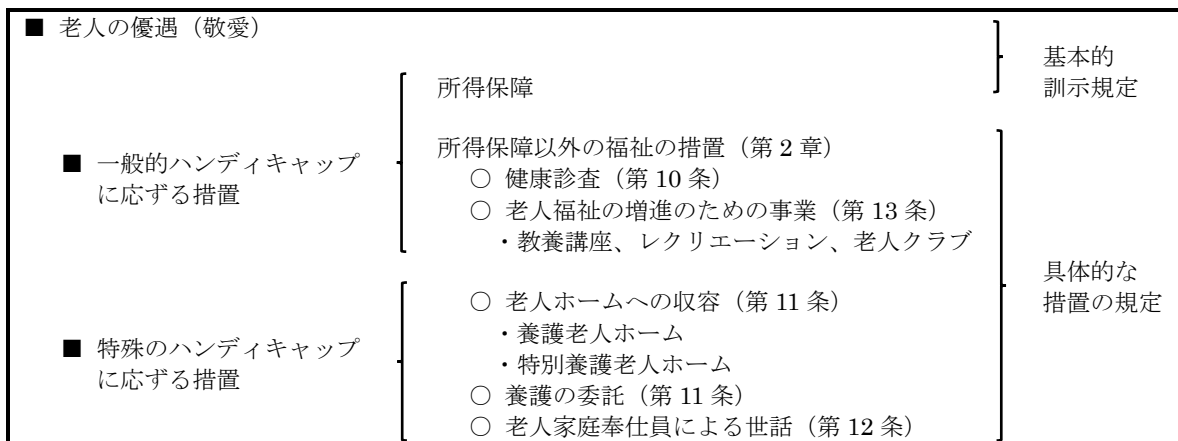 ■ 老人の優遇（敬愛）
基本的
訓示規定
所得保障
■ 一般的ハンディキャップ
に応ずる措置
所得保障以外の福祉の措置（第 2 章）
○ 健康診査（第 10 条）
○ 老人福祉の増進のための事業（第 13 条）
・教養講座、レクリエーション、老人クラブ
具体的な
措置の規定
■ 特殊のハンディキャップ
に応ずる措置
○ 老人ホームへの収容（第 11 条）
・養護老人ホーム
・特別養護老人ホーム
○ 養護の委託（第 11 条）
○ 老人家庭奉仕員による世話（第 12 条）